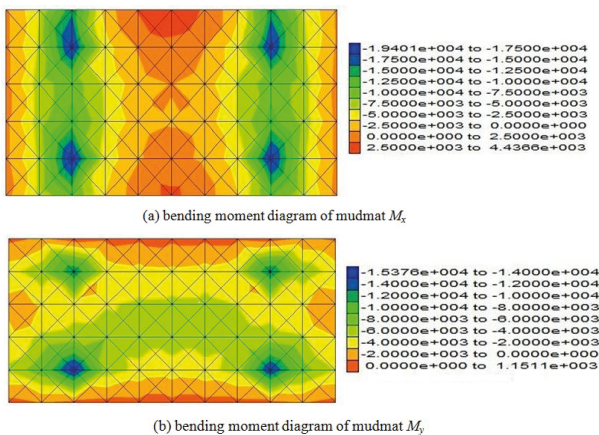 -1.9401e+004 to -1.7500e+004
-1.7500e+004 to -1.5000e+004
-1.5000e+004 to -1.2500e+004
-1.2500e+004 to -1.0000e+004
-1.0000e+004 to -7.5000e+003
-7.5000e+003 to -5.0000e+003
-5.0000e+003 to -2.5000e+003
-2.5000e+003 to 0.0000e+000
0.0000e+000 to 2.5000e+003
2.5000e+003 to 4.4366e+003
(a) bending moment diagram of mudmat Mx
-1.5376e+004 to -1.4000e+004
-1.4000e+004 to -1.2000e+004
-1.2000e+004 to -1.0000e+004
-1.0000e+004 to -8.0000e+003
-8.0000e+003 to -6.0000e+003
-6.0000e+003 to -4.0000e+003
-4.0000e+003 to -2.0000e+003
-2.0000e+003 to 0.0000e+000
0.0000e+000 to 1.1511e+003
(b) bending moment diagram of mudmat My